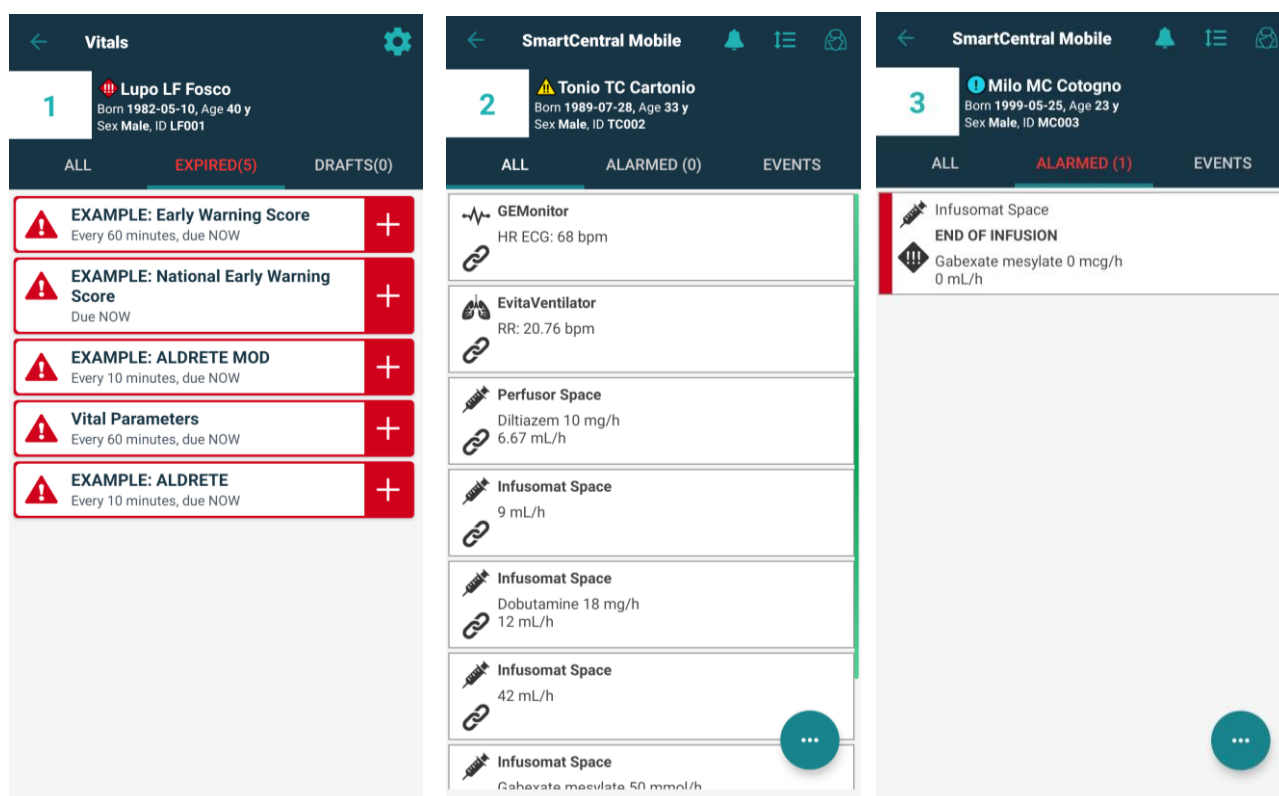 Vitals
1
Lupo LF Fosco
Born 1982-05-10, Age 40 y
Sex Male, ID LF001
ALL EXPIRED(5) DRAFTS(0)
EXAMPLE: Early Warning Score
Every 60 minutes, due NOW
EXAMPLE: National Early Warning
Score
Due NOW
EXAMPLE: ALDRETE MOD
Every 10 minutes, due NOW
Vital Parameters
Every 60 minutes, due NOW
EXAMPLE: ALDRETE
Every 10 minutes, due NOW
SmartCentral Mobile
2
Tonio TC Cartonio
Born 1989-07-28, Age 33 y
Sex Male, ID TC002
ALL ALARMED (0) EVENTS
GEMonitor
HR ECG: 68 bpm
EvitaVentilator
RR: 20.76 bpm
Perfusor Space
Diltiazem 10 mg/h
6.67 mL/h
Infusomat Space
9 mL/h
Infusomat Space
Dobutamine 18 mg/h
12 mL/h
Infusomat Space
42 mL/h
Infusomat Space
Gabexate mesylate 50 mmol/h
SmartCentral Mobile
3
Milo MC Cotogno
Born 1999-05-25, Age 23 y
Sex Male, ID MC003
ALL ALARMED (1) EVENTS
Infusomat Space
END OF INFUSION
Gabexate mesylate 0 mcg/h
0 mL/h